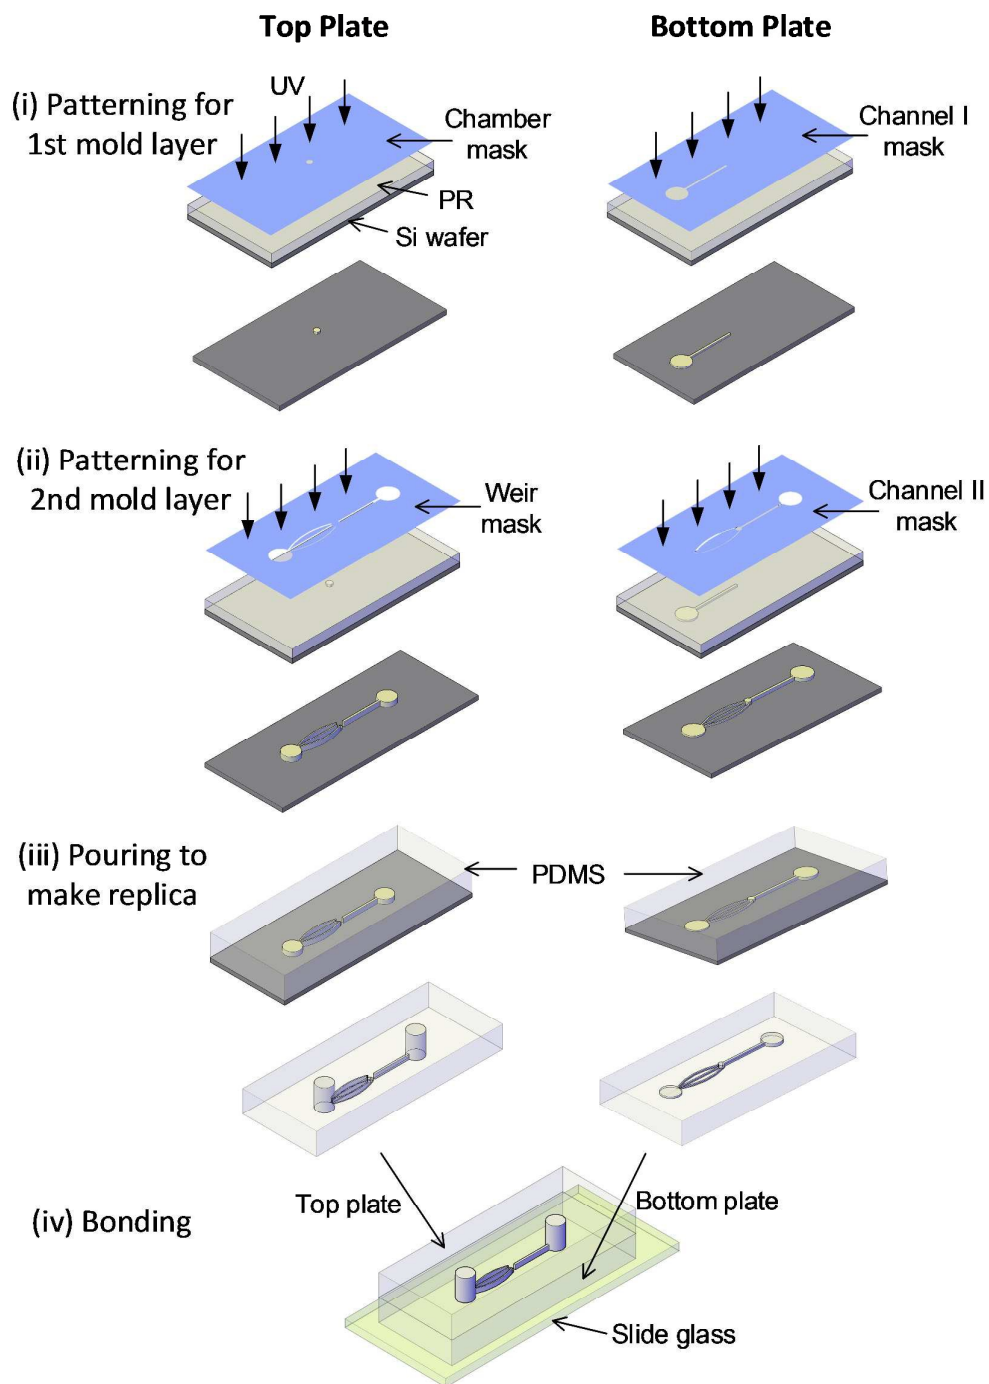 Top Plate
Bottom Plate
(i) Patterning for
1st mold layer
UV
Chamber
mask
PR
Si wafer
Channel I
mask
(ii) Patterning for
2nd mold layer
Weir
mask
Channel II
mask
(iii) Pouring to
make replica
PDMS
(iv) Bonding
Top plate
Bottom plate
Slide glass